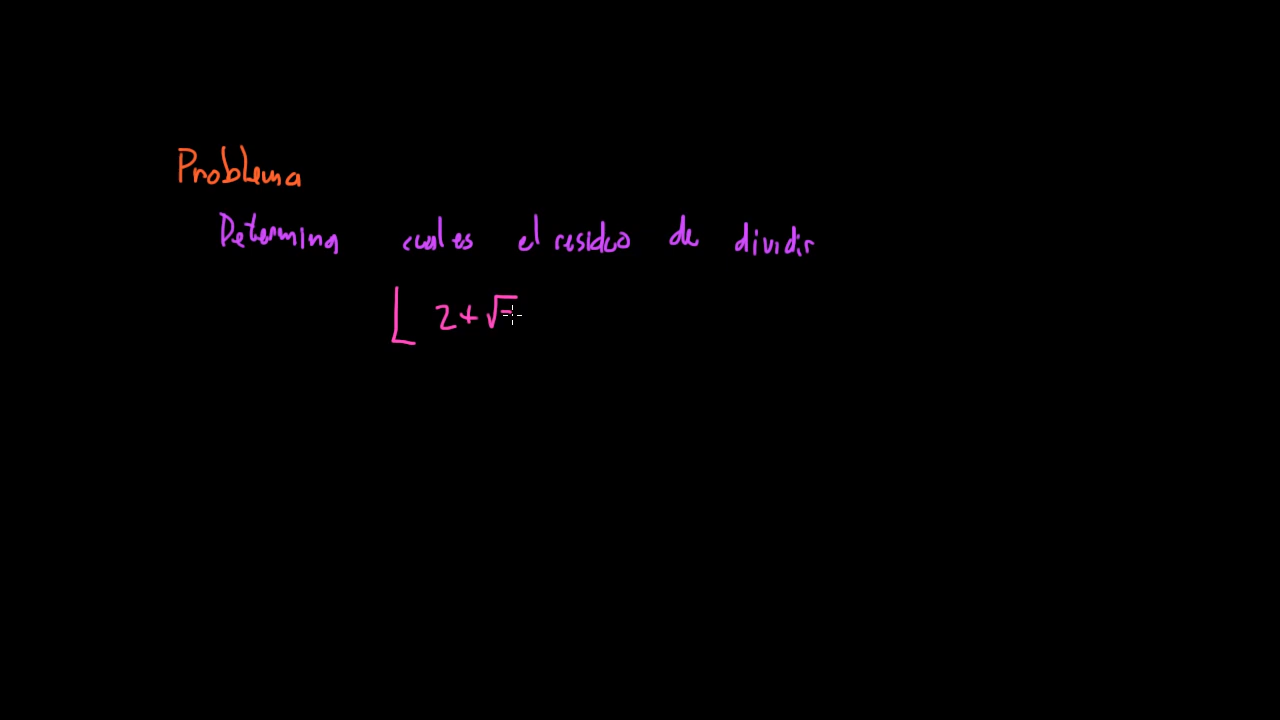 Problema
Determina cual es el residuo de dividir
⌊ 2+√